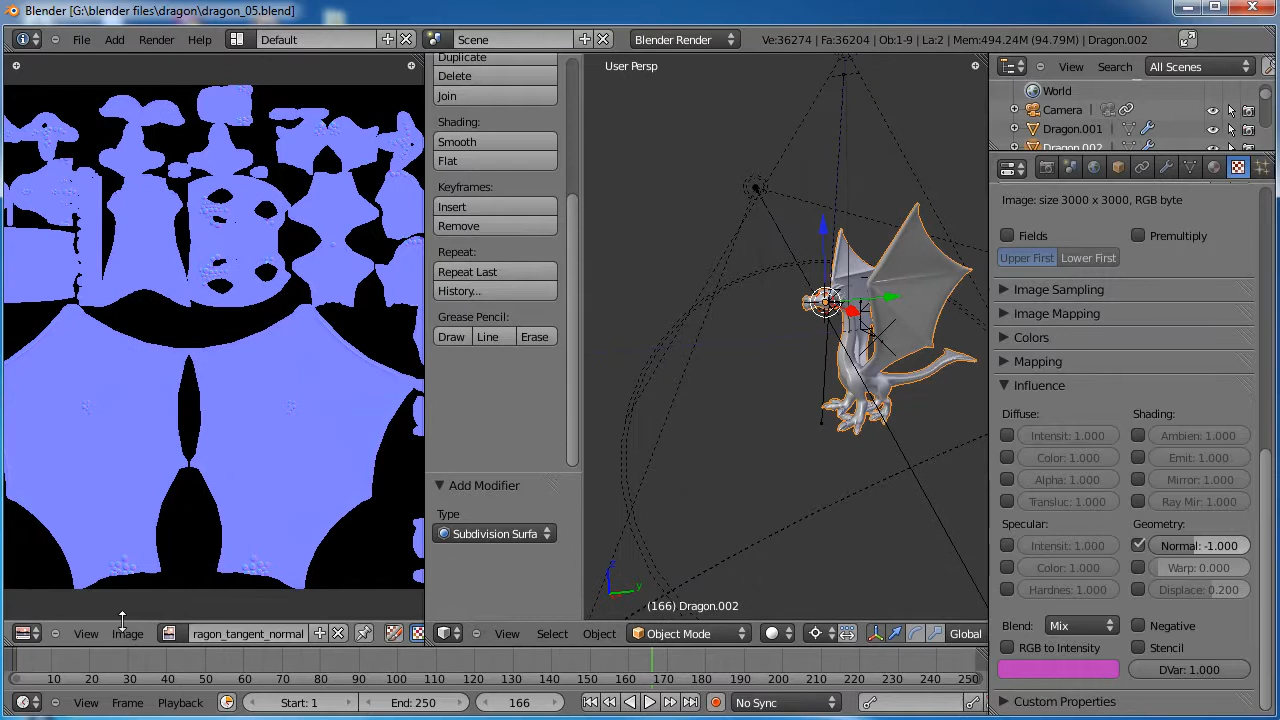 Blender [G:\blender files\dragon\dragon_05.blend]
File Add Render Help Default Scene Blender Render Ve:36274 | Fa:36204 | Ob:1-9 | La:2 | Mem:494.24M (94.79M) | Dragon.002
Duplicate
Delete
Join
Shading:
Smooth
Flat
Keyframes:
Insert
Remove
Repeat:
Repeat Last
History...
Grease Pencil:
Draw Line Erase
Add Modifier
Type
Subdivision Surfa
User Persp
z
y
(166) Dragon.002
View Search All Scenes
World
Camera
Dragon.001
Dragon.002
Image: size 3000 x 3000, RGB byte
Fields Premultiply
Upper First Lower First
Image Sampling
Image Mapping
Colors
Mapping
Influence
Diffuse: Shading:
Intensit: 1.000 Ambien: 1.000
Color: 1.000 Emit: 1.000
Alpha: 1.000 Mirror: 1.000
Transluc: 1.000 Ray Mir: 1.000
Specular: Geometry:
Intensit: 1.000 Normal: -1.000
Color: 1.000 Warp: 0.000
Hardnes: 1.000 Displace: 0.200
Blend: Mix Negative
RGB to Intensity Stencil
DVar: 1.000
Custom Properties
View Image ragon_tangent_normal
View Select Object Object Mode Global
10 20 30 40 50 60 70 80 90 100 110 120 130 140 150 160 170 180 190 200 210 220 230 240 250
View Frame Playback Start: 1 End: 250 166 No Sync